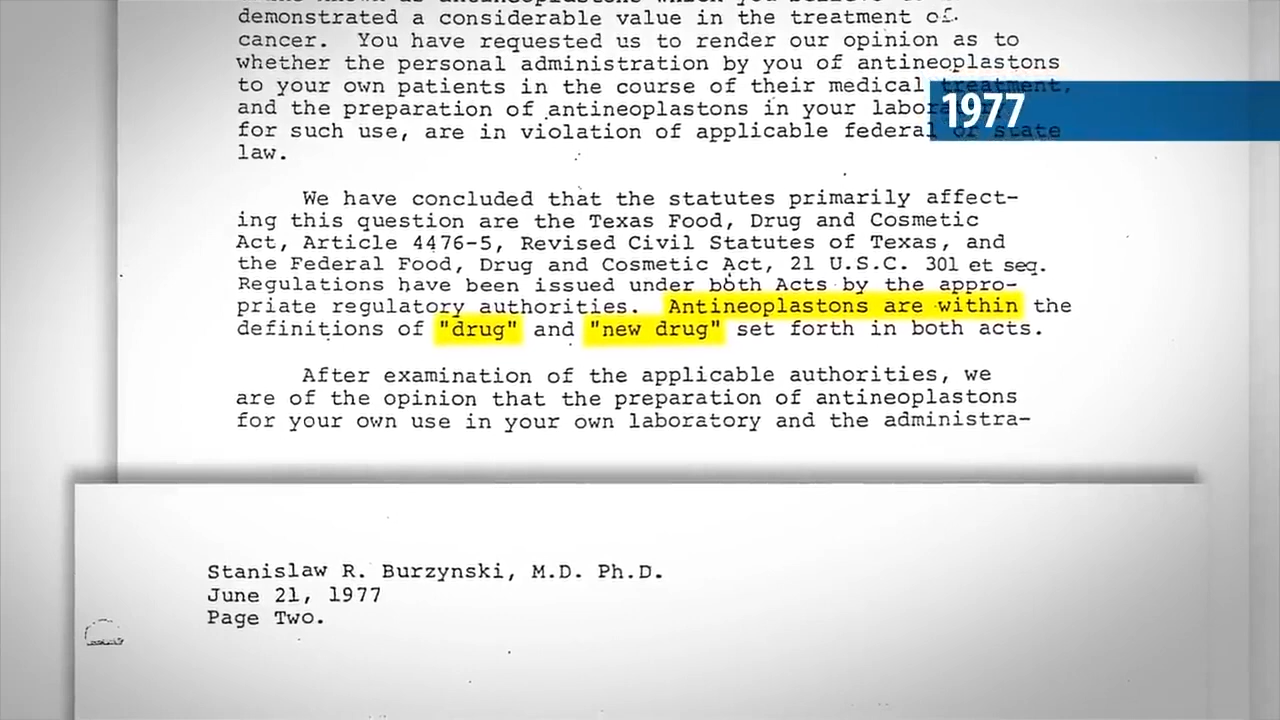 demonstrated a considerable value in the treatment of
cancer. You have requested us to render our opinion as to
whether the personal administration by you of antineoplastons
to your own patients in the course of their medical treatment,
and the preparation of antineoplastons in your
for such use, are in violation of applicable federal or state
law.
1977
We have concluded that the statutes primarily affect-
ing this question are the Texas Food, Drug and Cosmetic
Act, Article 4476-5, Revised Civil Statutes of Texas, and
the Federal Food, Drug and Cosmetic Act, 21 U.S.C. 301 et seq.
Regulations have been issued under both Acts by the appro-
priate regulatory authorities. Antineoplastons are within the
definitions of "drug" and "new drug" set forth in both acts.
After examination of the applicable authorities, we
are of the opinion that the preparation of antineoplastons
for your own use in your own laboratory and the administra-
Stanislaw R. Burzynski, M.D. Ph.D.
June 21, 1977
Page Two.